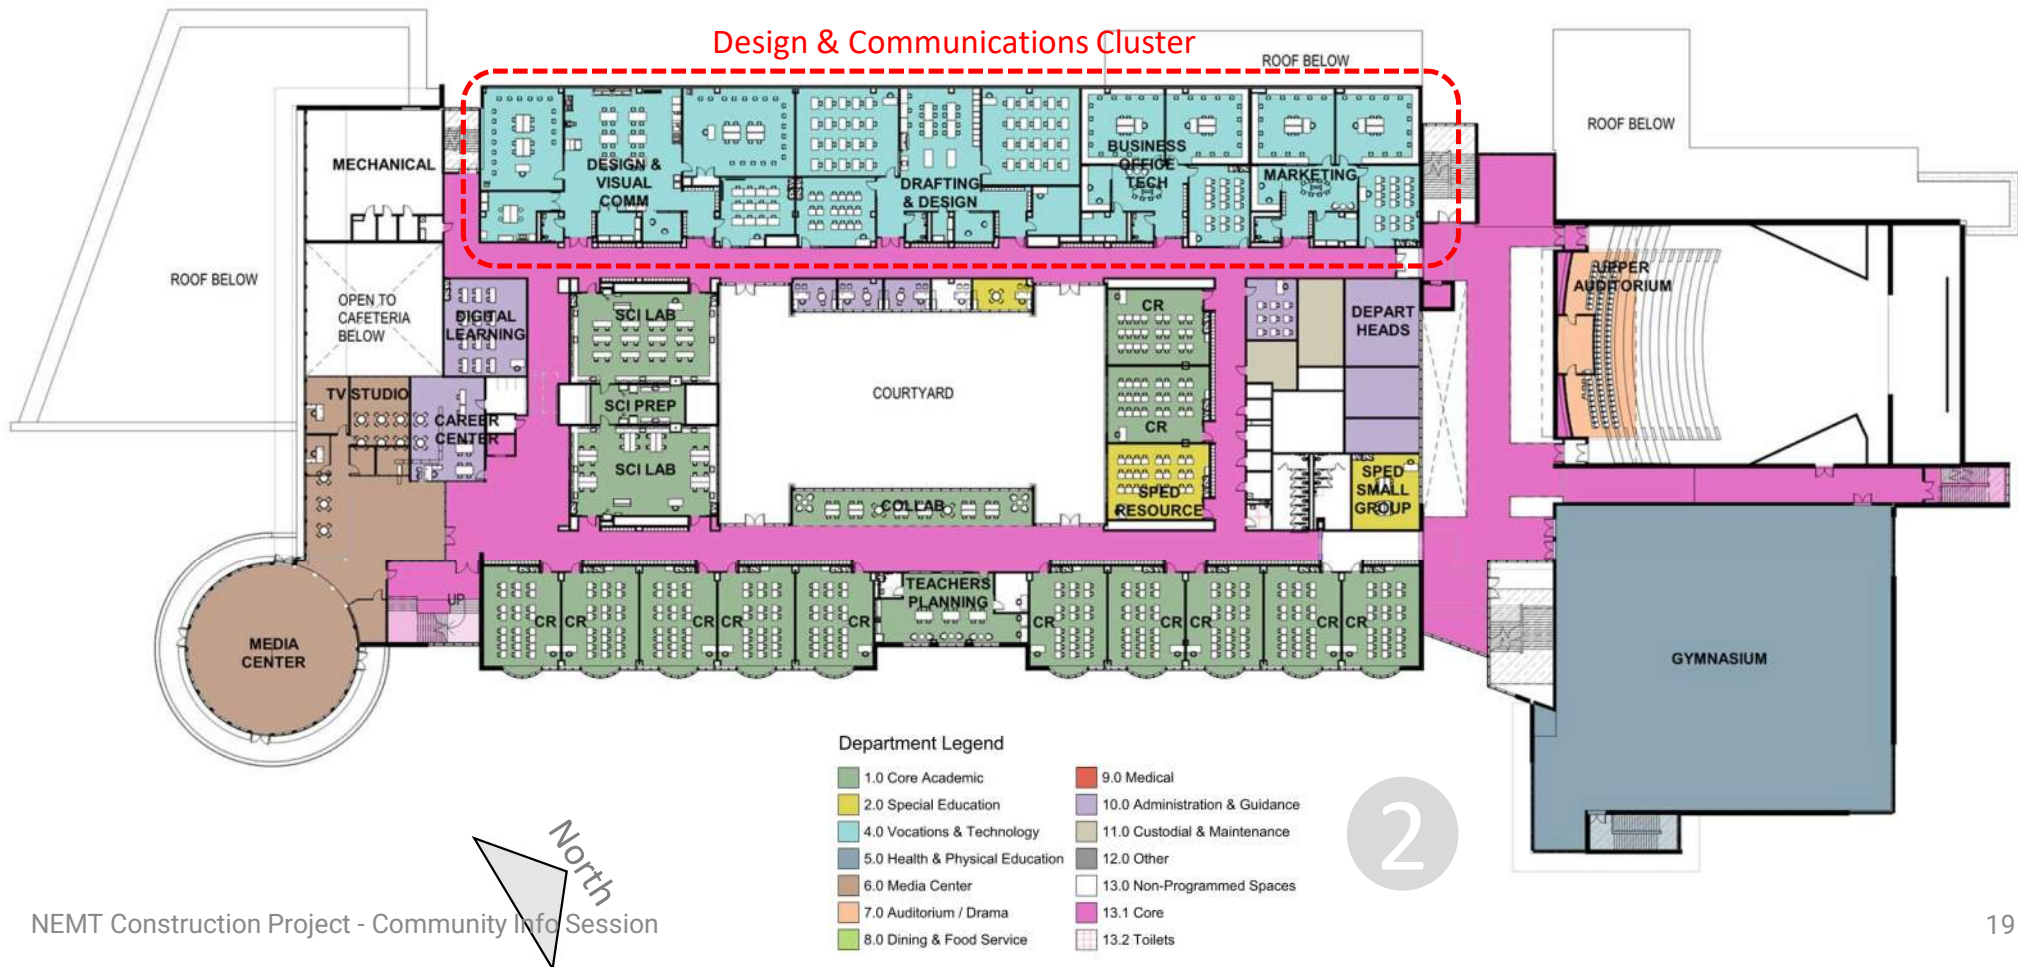 Design & Communications Cluster
ROOF BELOW
ROOF BELOW
MECHANICAL
DESIGN &
VISUAL
COMM
DRAFTING
& DESIGN
BUSINESS
OFFICE
TECH
MARKETING
ROOF BELOW
OPEN TO
CAFETERIA
BELOW
DIGITAL
LEARNING
SCI LAB
CR
DEPART
HEADS
UPPER
AUDITORIUM
TV STUDIO
CAREER
CENTER
SCI PREP
COURTYARD
CR
SCI LAB
COLLAB
SPED
RESOURCE
SPED
SMALL
GROUP
UP
CR
CR
CR
CR
CR
TEACHERS
PLANNING
CR
CR
CR
CR
CR
MEDIA
CENTER
GYMNASIUM
Department Legend
1.0 Core Academic
2.0 Special Education
4.0 Vocations & Technology
5.0 Health & Physical Education
6.0 Media Center
7.0 Auditorium / Drama
8.0 Dining & Food Service
9.0 Medical
10.0 Administration & Guidance
11.0 Custodial & Maintenance
12.0 Other
13.0 Non-Programmed Spaces
13.1 Core
13.2 Toilets
2
North
NEMT Construction Project - Community Info Session
19